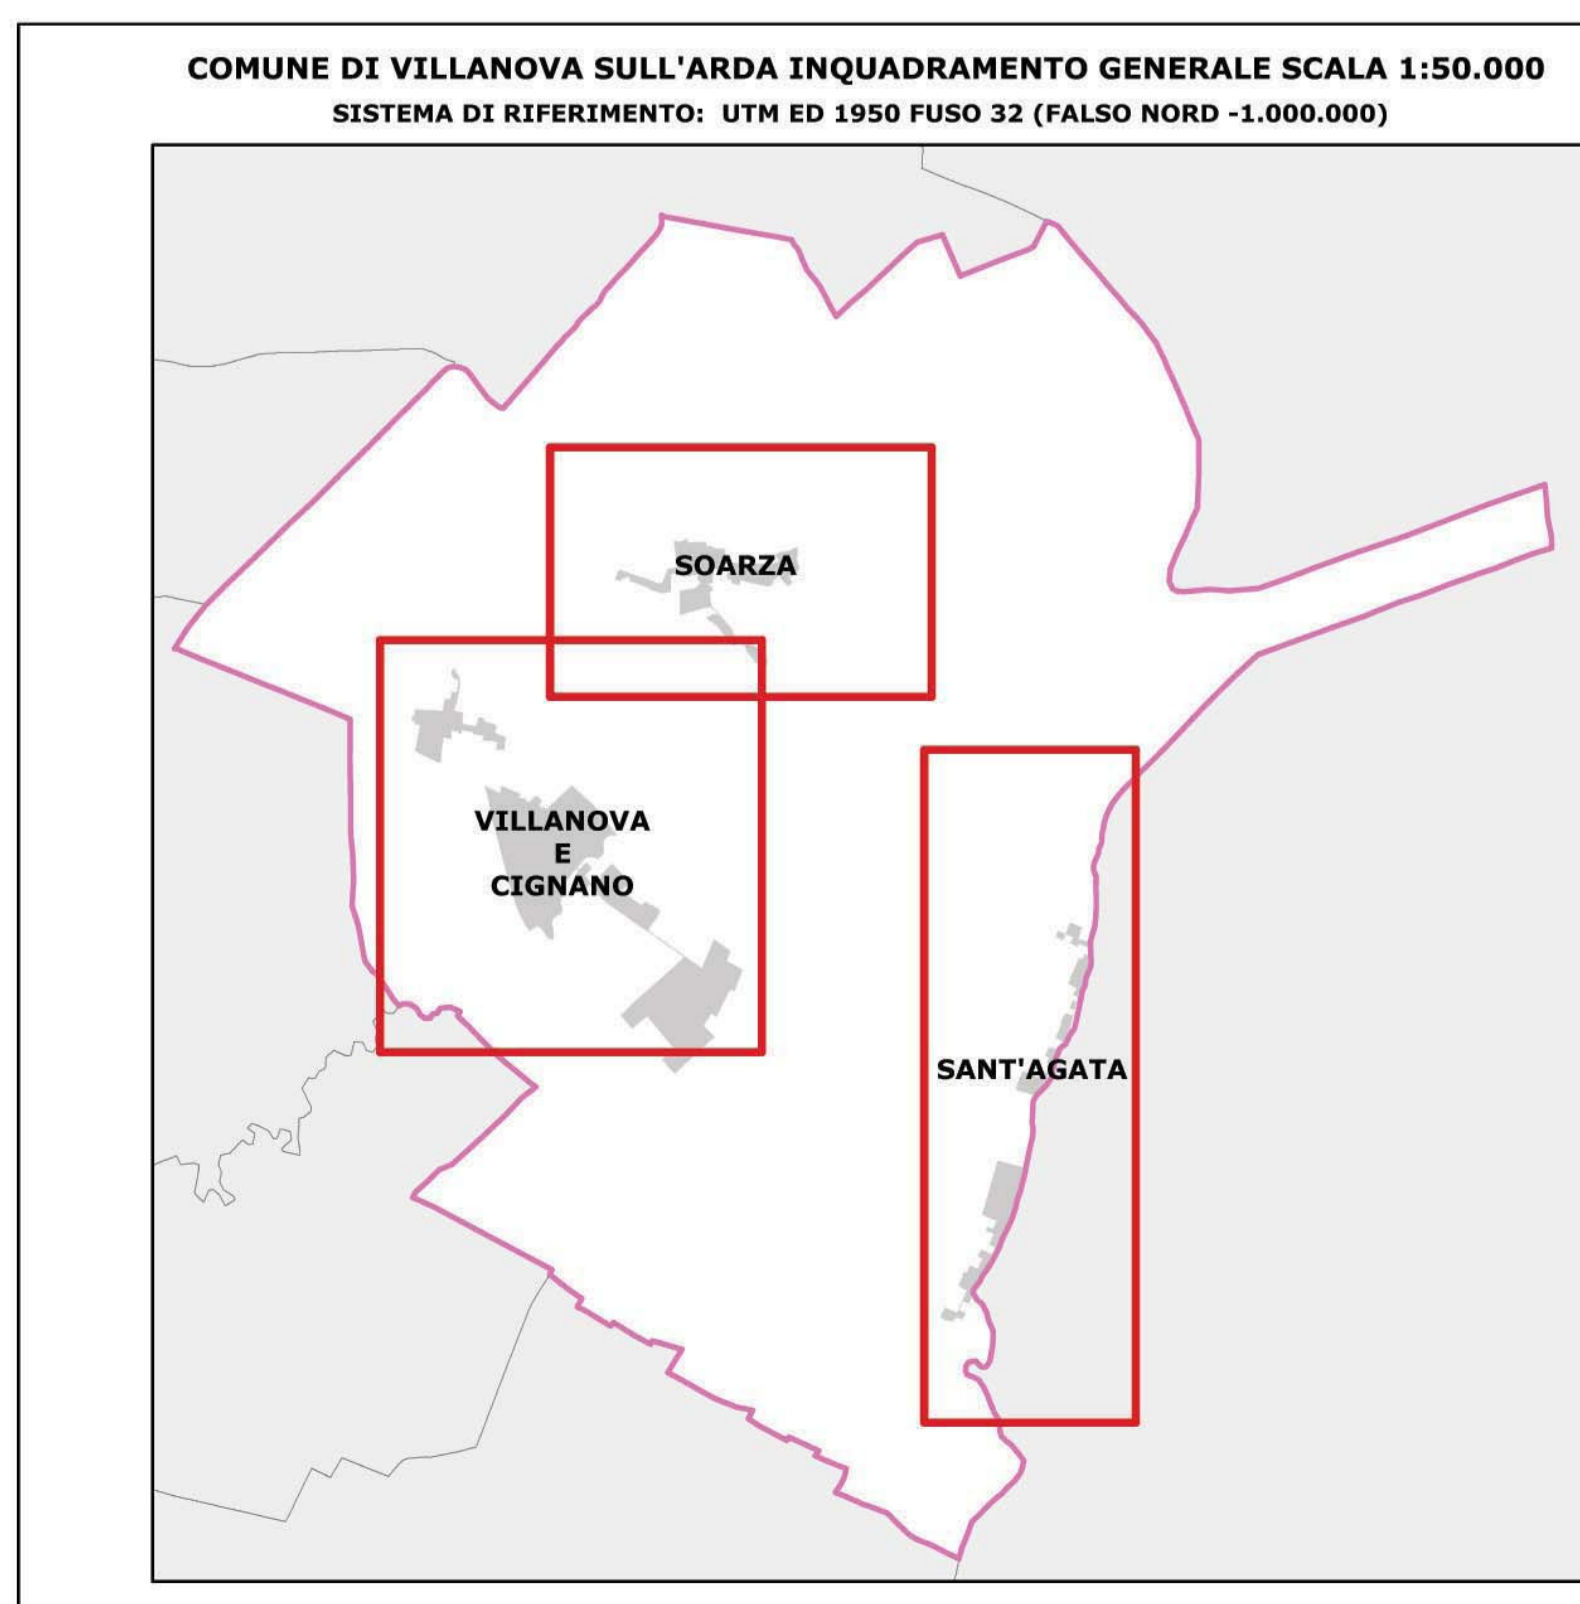 COMUNE DI VILLANOVA SULL'ARDA INQUADRAMENTO GENERALE SCALA 1:50.000
SISTEMA DI RIFERIMENTO: UTM ED 1950 FUSO 32 (FALSO NORD -1.000.000)
SOARZA
VILLANOVA
E
CIGNANO
SANT'AGATA